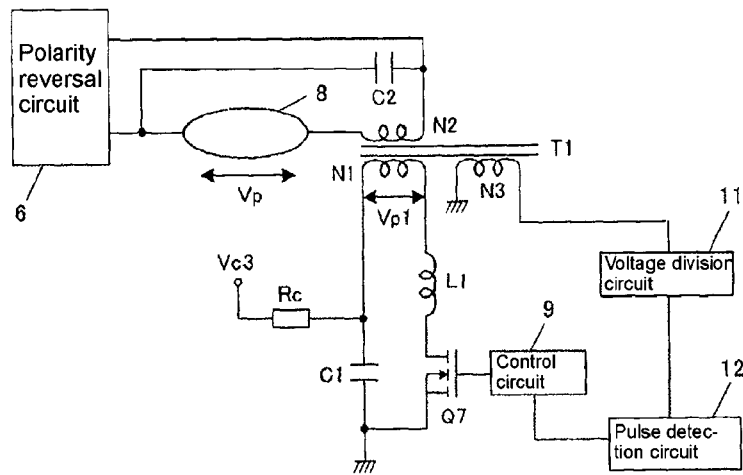 Polarity
reversal
circuit
6
8
Vp
C2
N2
T1
N1
N3
Vp1
11
Voltage division
circuit
Vc3
Rc
L1
9
Control
circuit
C1
Q7
12
Pulse detec-
tion circuit